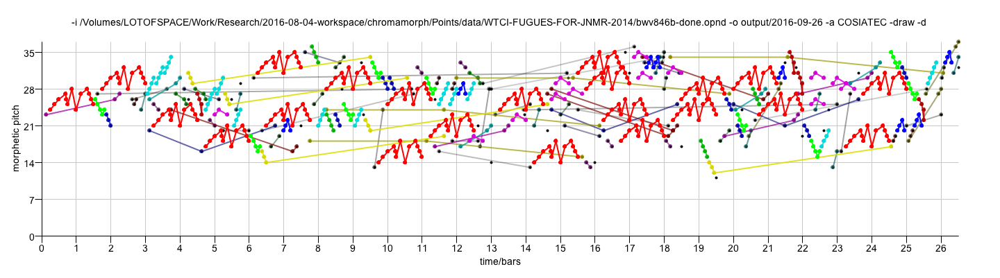 -i /Volumes/LOTOFSPACE/Work/Research/2016-08-04-workspace/chromamorph/Points/data/WTCI-FUGUES-FOR-JNMR-2014/bwv846b-done.opnd -o output/2016-09-26 -a COSIATEC -draw -d
35
28
21
14
7
0
morphetic pitch
0 1 2 3 4 5 6 7 8 9 10 11 12 13 14 15 16 17 18 19 20 21 22 23 24 25 26
time/bars